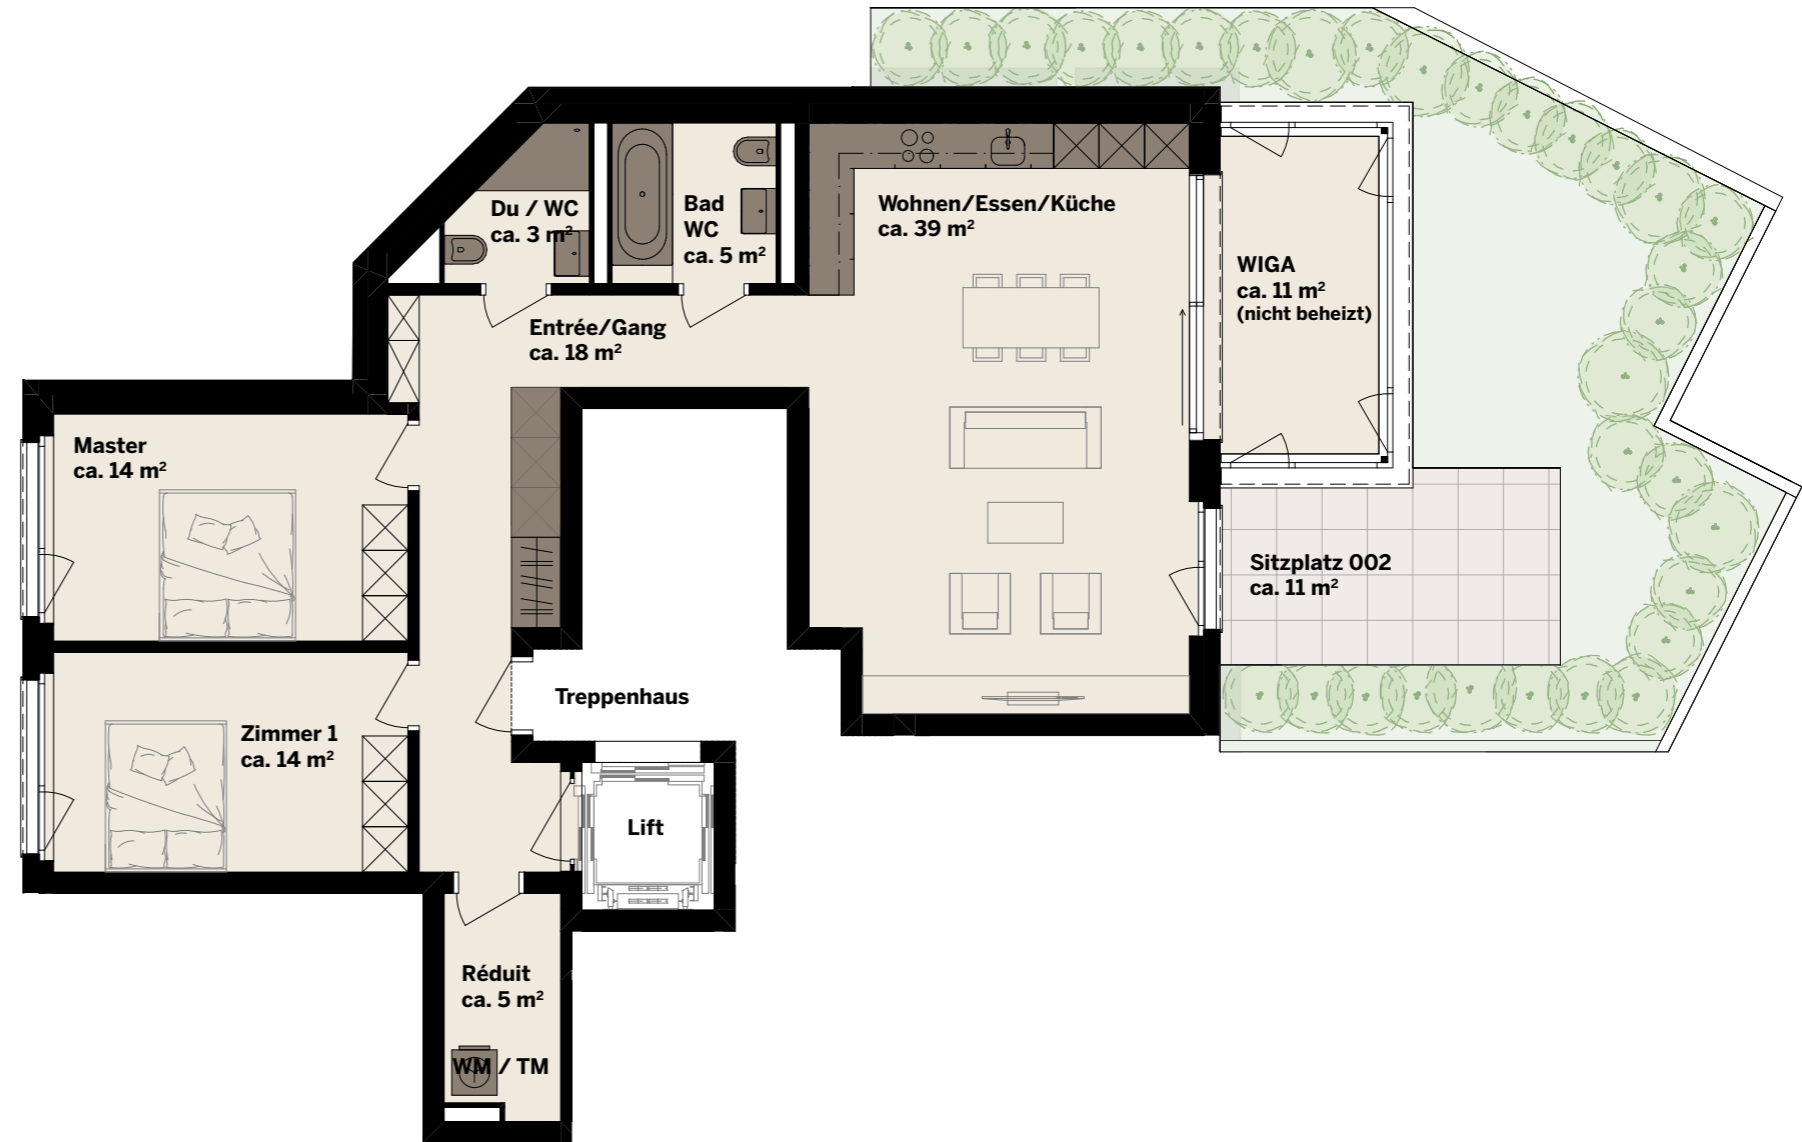 Du / WC
ca. 3 m²
Bad
WC
ca. 5 m²
Wohnen/Essen/Küche
ca. 39 m²
WIGA
ca. 11 m²
(nicht beheizt)
Entrée/Gang
ca. 18 m²
Master
ca. 14 m²
Sitzplatz 002
ca. 11 m²
Treppenhaus
Zimmer 1
ca. 14 m²
Lift
Réduit
ca. 5 m²
WM / TM